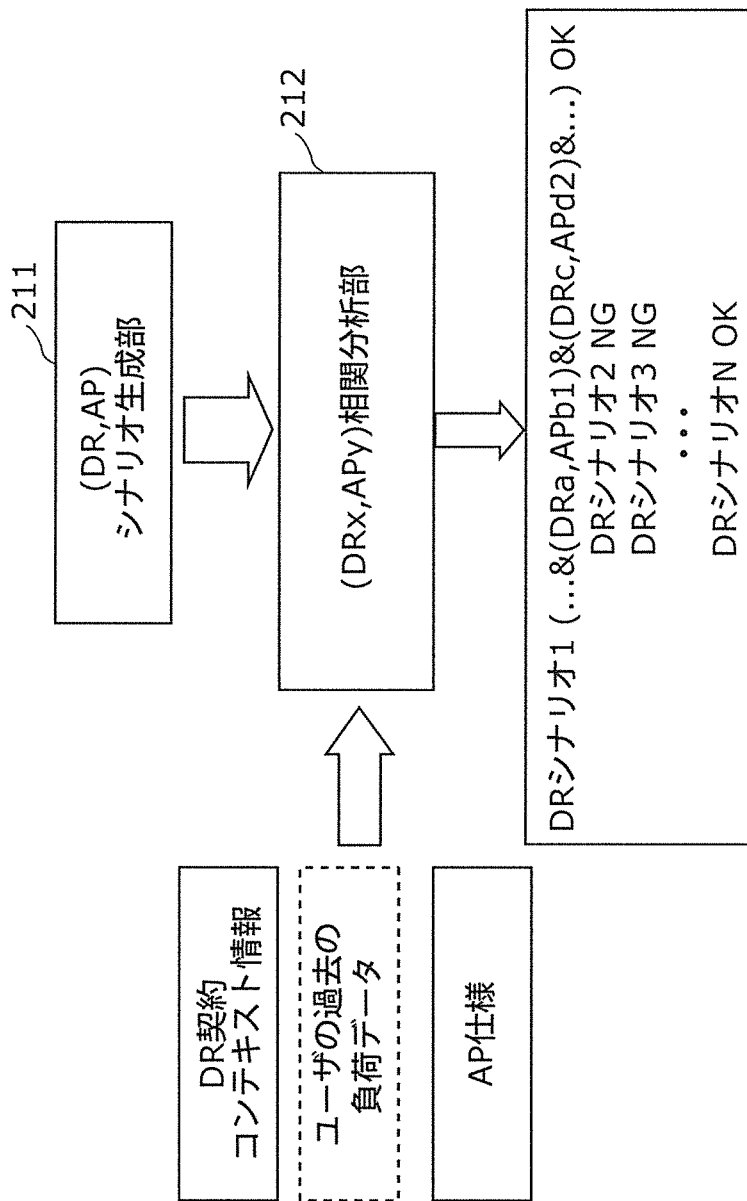 211
(DR,AP)
シナリオ生成部
212
DR契約
コンテキスト情報
ユーザの過去の
負荷データ
AP仕様
(DRx,APy)相関分析部
DRシナリオ1 (...&(DRa,APb1)&(DRc,APd2)&...) OK
DRシナリオ2 NG
DRシナリオ3 NG
•••
DRシナリオN OK